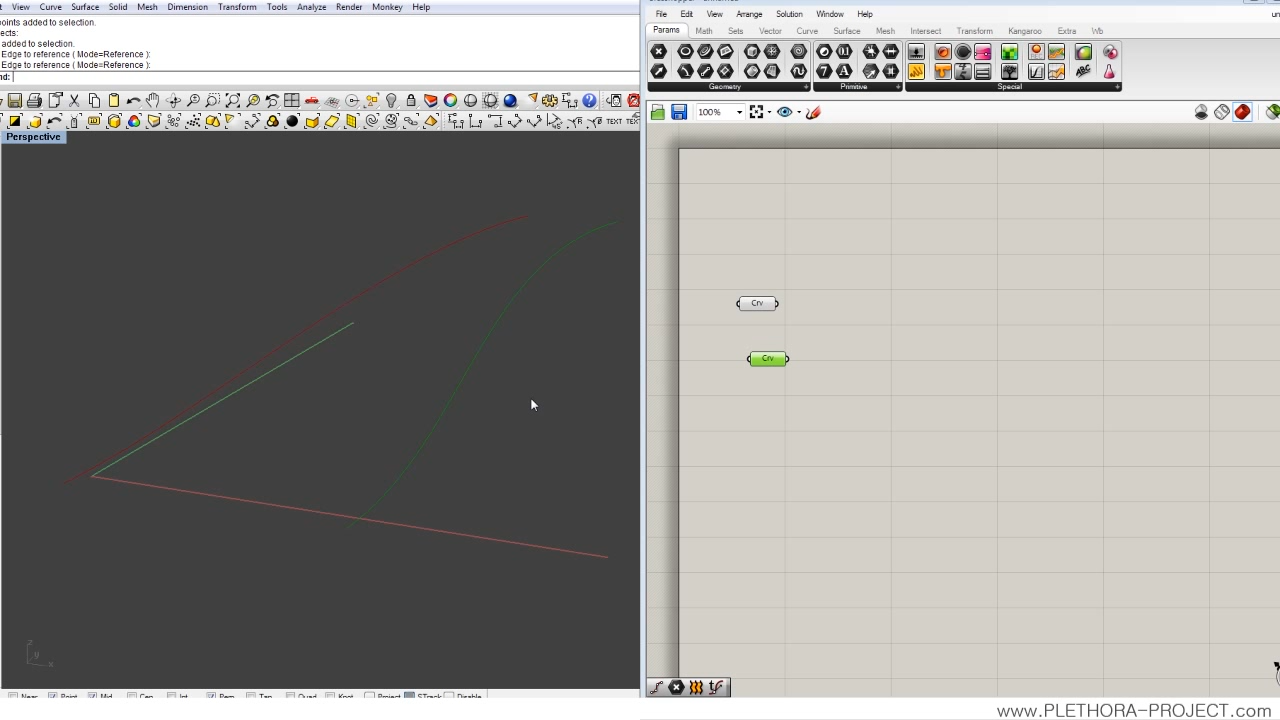 View Curve Surface Solid Mesh Dimension Transform Tools Analyze Render Monkey Help
points added to selection.
ects:
added to selection.
Edge to reference ( Mode=Reference ):
Edge to reference ( Mode=Reference ):
nd:
Perspective
z
y
x
Near Point Mid Cen Int Perp Tan Quad Knot Project STrack Disable
File Edit View Arrange Solution Window Help
un
Params Math Sets Vector Curve Surface Mesh Intersect Transform Kangaroo Extra Wb
Geometry Primitive Special
100%
Crv
Crv
www.PLETHORA-PROJECT.com